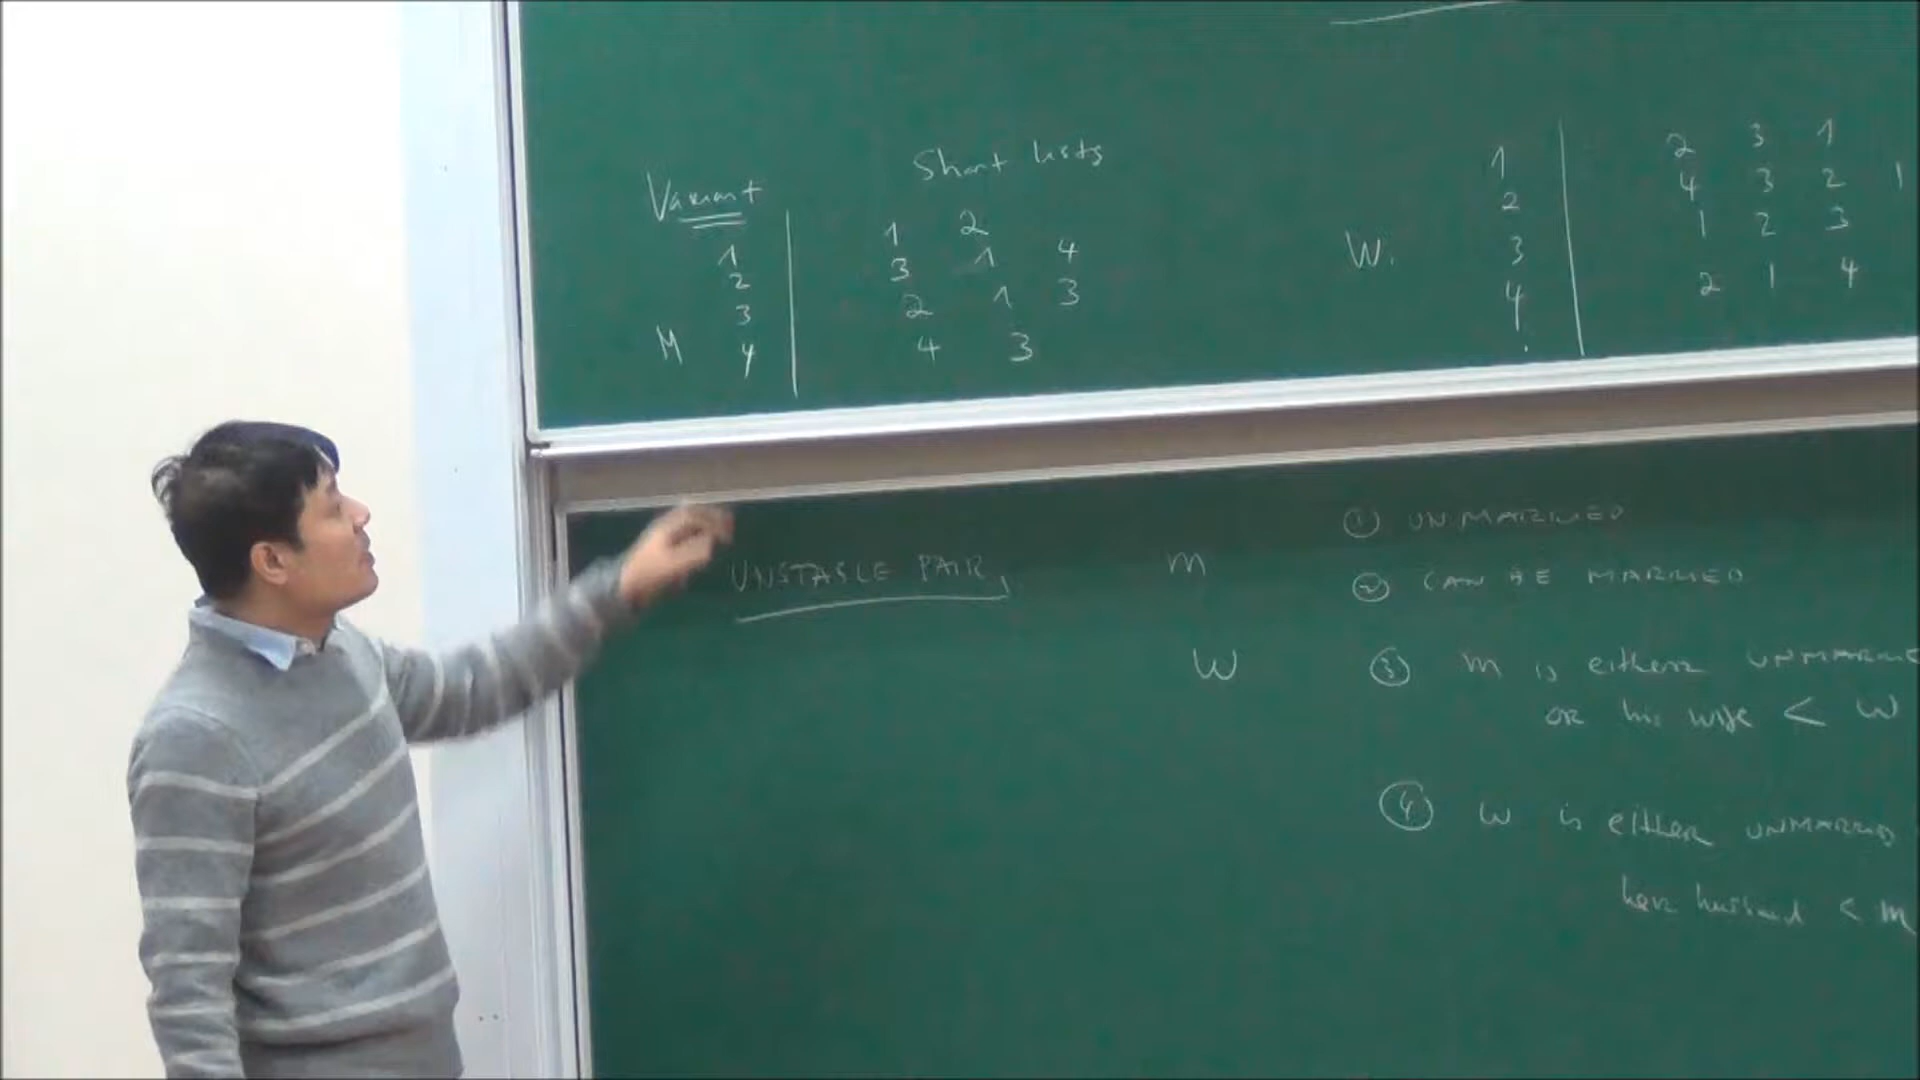 Variant
Short lists
1 | 1 2
2 | 3 1 4
3 | 2 1 3
M 4 | 4 3
1 | 2 3 1
2 | 4 3 2 1
W. 3 | 1 2 3
4 | 2 1 4
UNSTABLE PAIR, m
W
① UNMARRIED
② CAN BE MARRIED
③ m is either
or his wife < W
④ W is either UNMARRIED
her husband < m